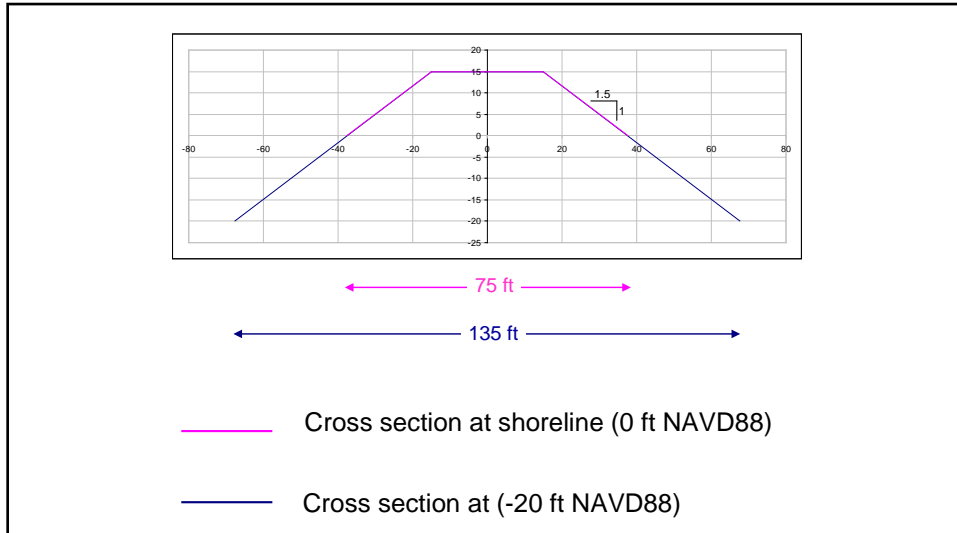 20
15
10
5
0
-5
-10
-15
-20
-25
-80 -60 -40 -20 0 20 40 60 80
1.5
1
75 ft
135 ft
Cross section at shoreline (0 ft NAVD88)
Cross section at (-20 ft NAVD88)